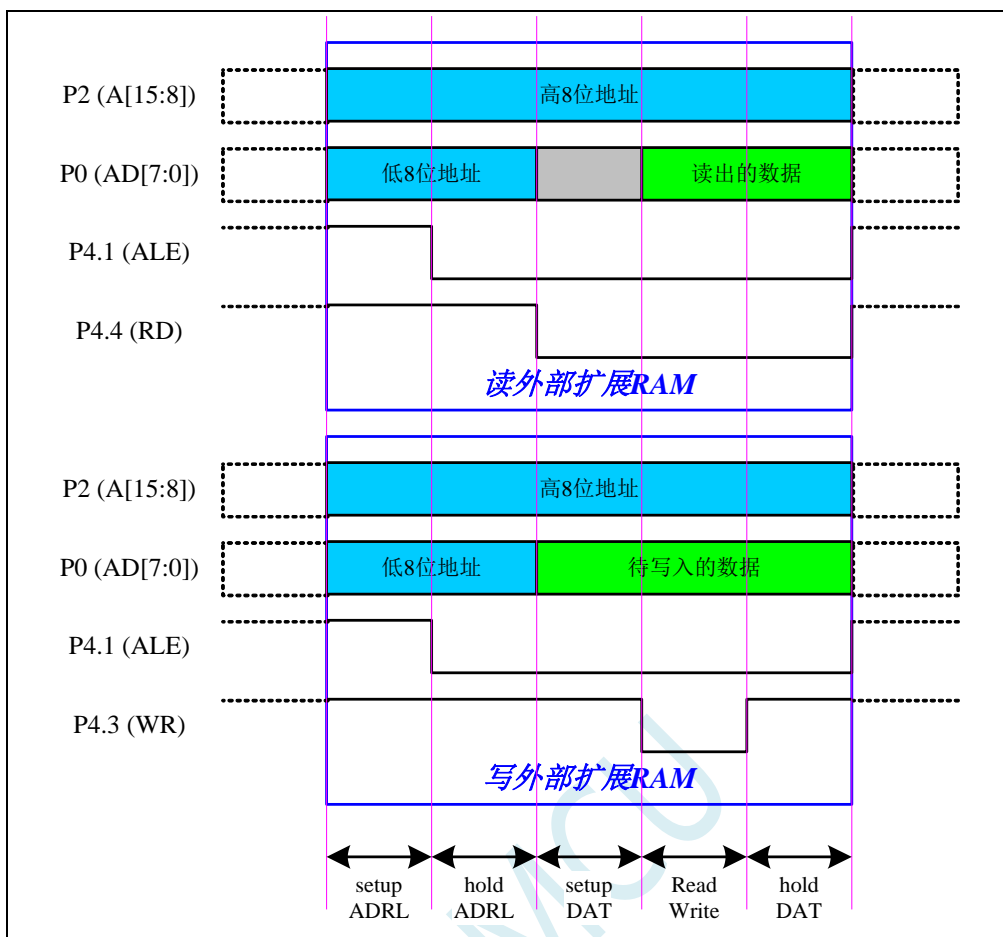 P2 (A[15:8])
高8位地址
P0 (AD[7:0])
低8位地址
读出的数据
P4.1 (ALE)
P4.4 (RD)
读外部扩展RAM
P2 (A[15:8])
高8位地址
P0 (AD[7:0])
低8位地址
待写入的数据
P4.1 (ALE)
P4.3 (WR)
写外部扩展RAM
setup
ADRL
hold
ADRL
setup
DAT
Read
Write
hold
DAT
MCU